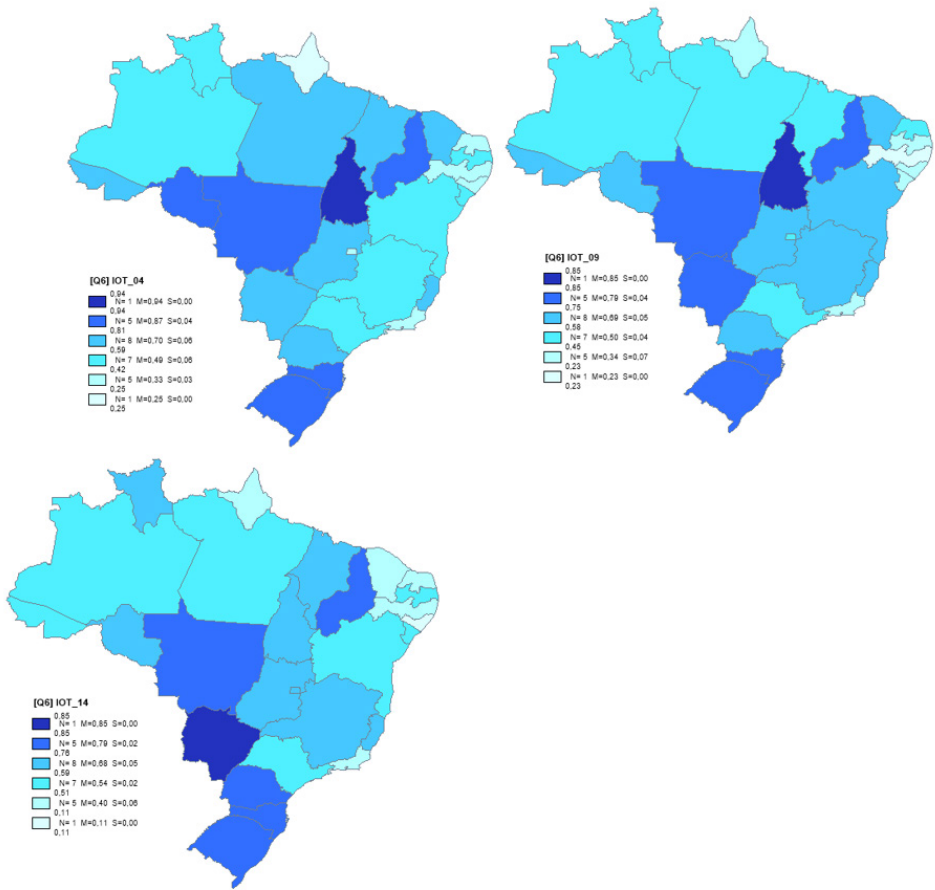 [Q6] IOT_04
0,94
N= 1 M=0,94 S=0,00
0,94
N= 5 M=0,87 S=0,04
0,81
N= 8 M=0,70 S=0,06
0,59
N= 7 M=0,49 S=0,06
0,42
N= 5 M=0,33 S=0,03
0,25
N= 1 M=0,25 S=0,00
0,25
[Q6] IOT_09
0,85
N= 1 M=0,85 S=0,00
0,85
N= 5 M=0,79 S=0,04
0,75
N= 8 M=0,69 S=0,05
0,58
N= 7 M=0,50 S=0,04
0,45
N= 5 M=0,34 S=0,07
0,23
N= 1 M=0,23 S=0,00
0,23
[Q6] IOT_14
0,85
N= 1 M=0,85 S=0,00
0,85
N= 5 M=0,79 S=0,02
0,76
N= 8 M=0,68 S=0,05
0,59
N= 7 M=0,54 S=0,02
0,51
N= 5 M=0,40 S=0,06
0,11
N= 1 M=0,11 S=0,00
0,11